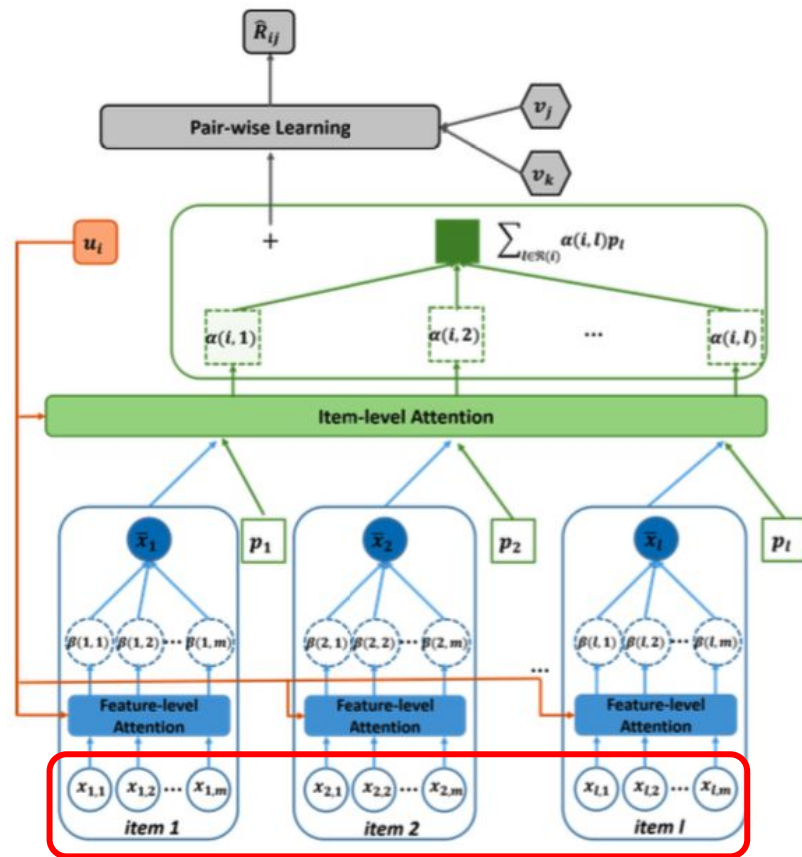 R̂ᵢⱼ
Pair-wise Learning
vⱼ
vₖ
uᵢ
+
∑_{l∈ℜ(i)} α(i,l)pₗ
α(i,1) α(i,2) ... α(i,l)
Item-level Attention
x̄₁ p₁ x̄₂ p₂ x̄ₗ pₗ
β(1,1) β(1,2) ... β(1,m) β(2,1) β(2,2) ... β(2,m) β(l,1) β(l,2) ... β(l,m)
...
Feature-level Attention
Feature-level Attention
Feature-level Attention
x₁,₁ x₁,₂ ... x₁,ₘ x₂,₁ x₂,₂ ... x₂,ₘ xₗ,₁ xₗ,₂ ... xₗ,ₘ
item 1 item 2 item l